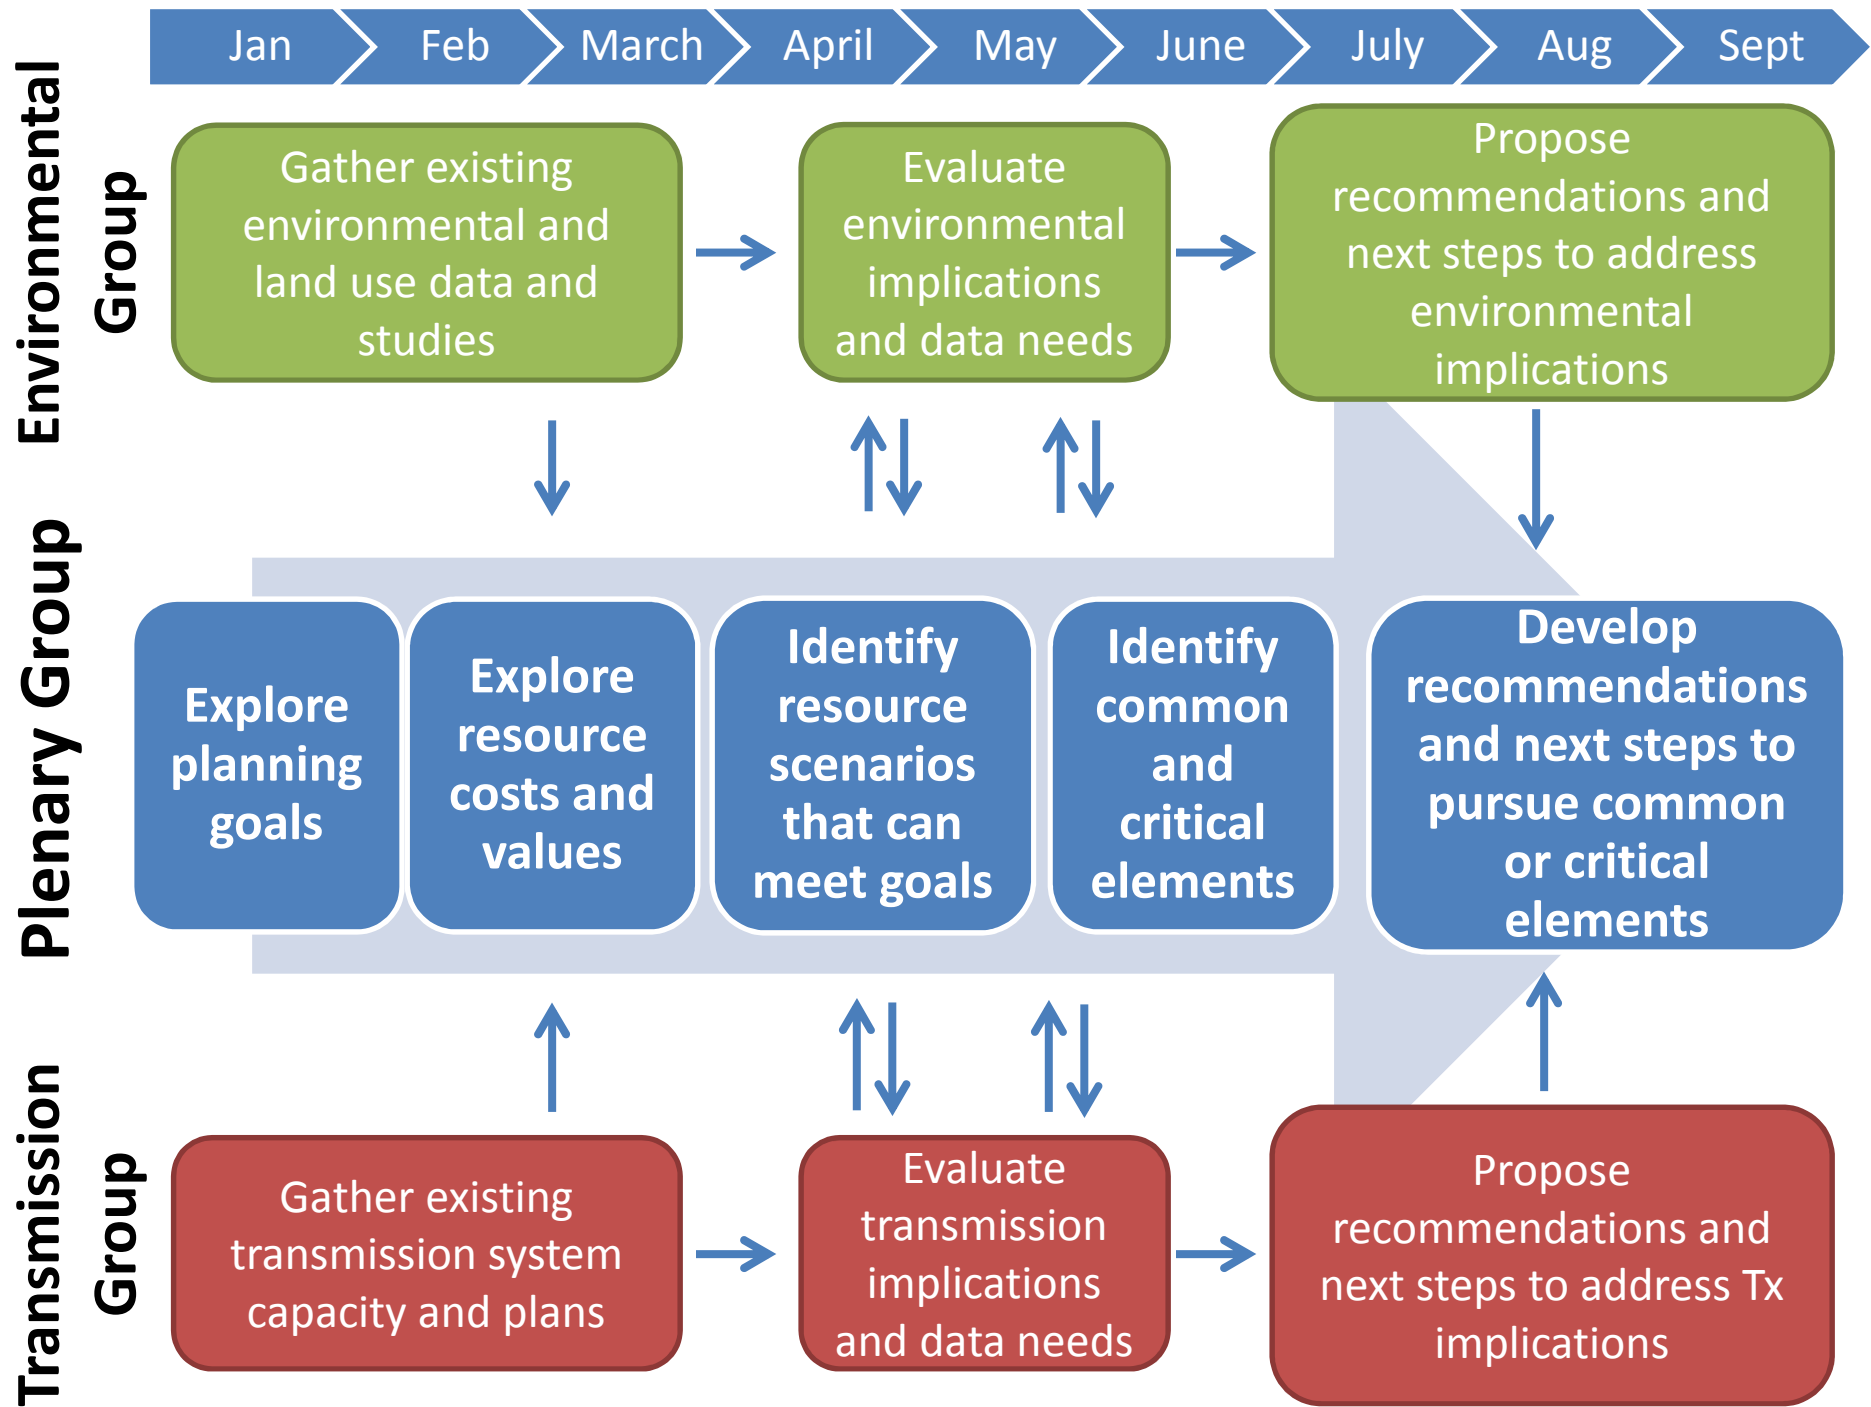 Jan
Feb
March
April
May
June
July
Aug
Sept
Environmental
Group
Gather existing
environmental and
land use data and
studies
Evaluate
environmental
implications
and data needs
Propose
recommendations and
next steps to address
environmental
implications
Plenary Group
Explore
planning
goals
Explore
resource
costs and
values
Identify
resource
scenarios
that can
meet goals
Identify
common
and
critical
elements
Develop
recommendations
and next steps to
pursue common
or critical
elements
Transmission
Group
Gather existing
transmission system
capacity and plans
Evaluate
transmission
implications
and data needs
Propose
recommendations and
next steps to address Tx
implications